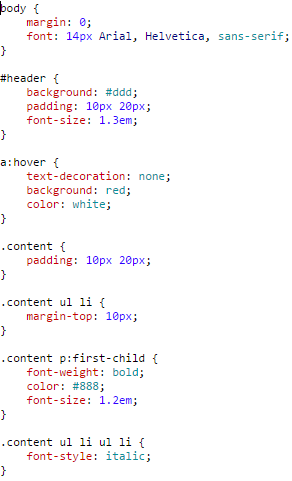 body {
    margin: 0;
    font: 14px Arial, Helvetica, sans-serif;
}

#header {
    background: #ddd;
    padding: 10px 20px;
    font-size: 1.3em;
}

a:hover {
    text-decoration: none;
    background: red;
    color: white;
}

.content {
    padding: 10px 20px;
}

.content ul li {
    margin-top: 10px;
}

.content p:first-child {
    font-weight: bold;
    color: #888;
    font-size: 1.2em;
}

.content ul li ul li {
    font-style: italic;
}